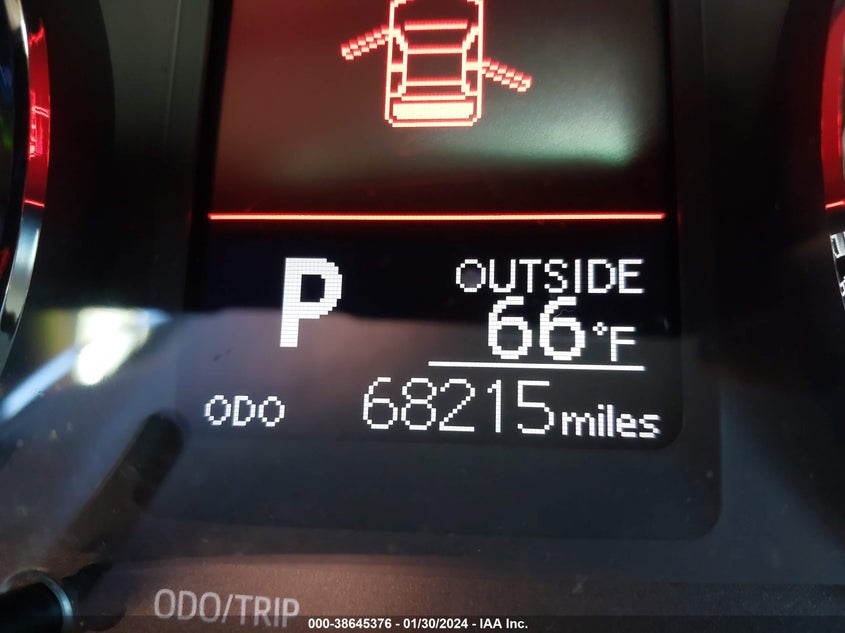 P
OUTSIDE
66°F
ODO 68215 miles
ODO/TRIP
000-38645376 - 01/30/2024 - IAA Inc.